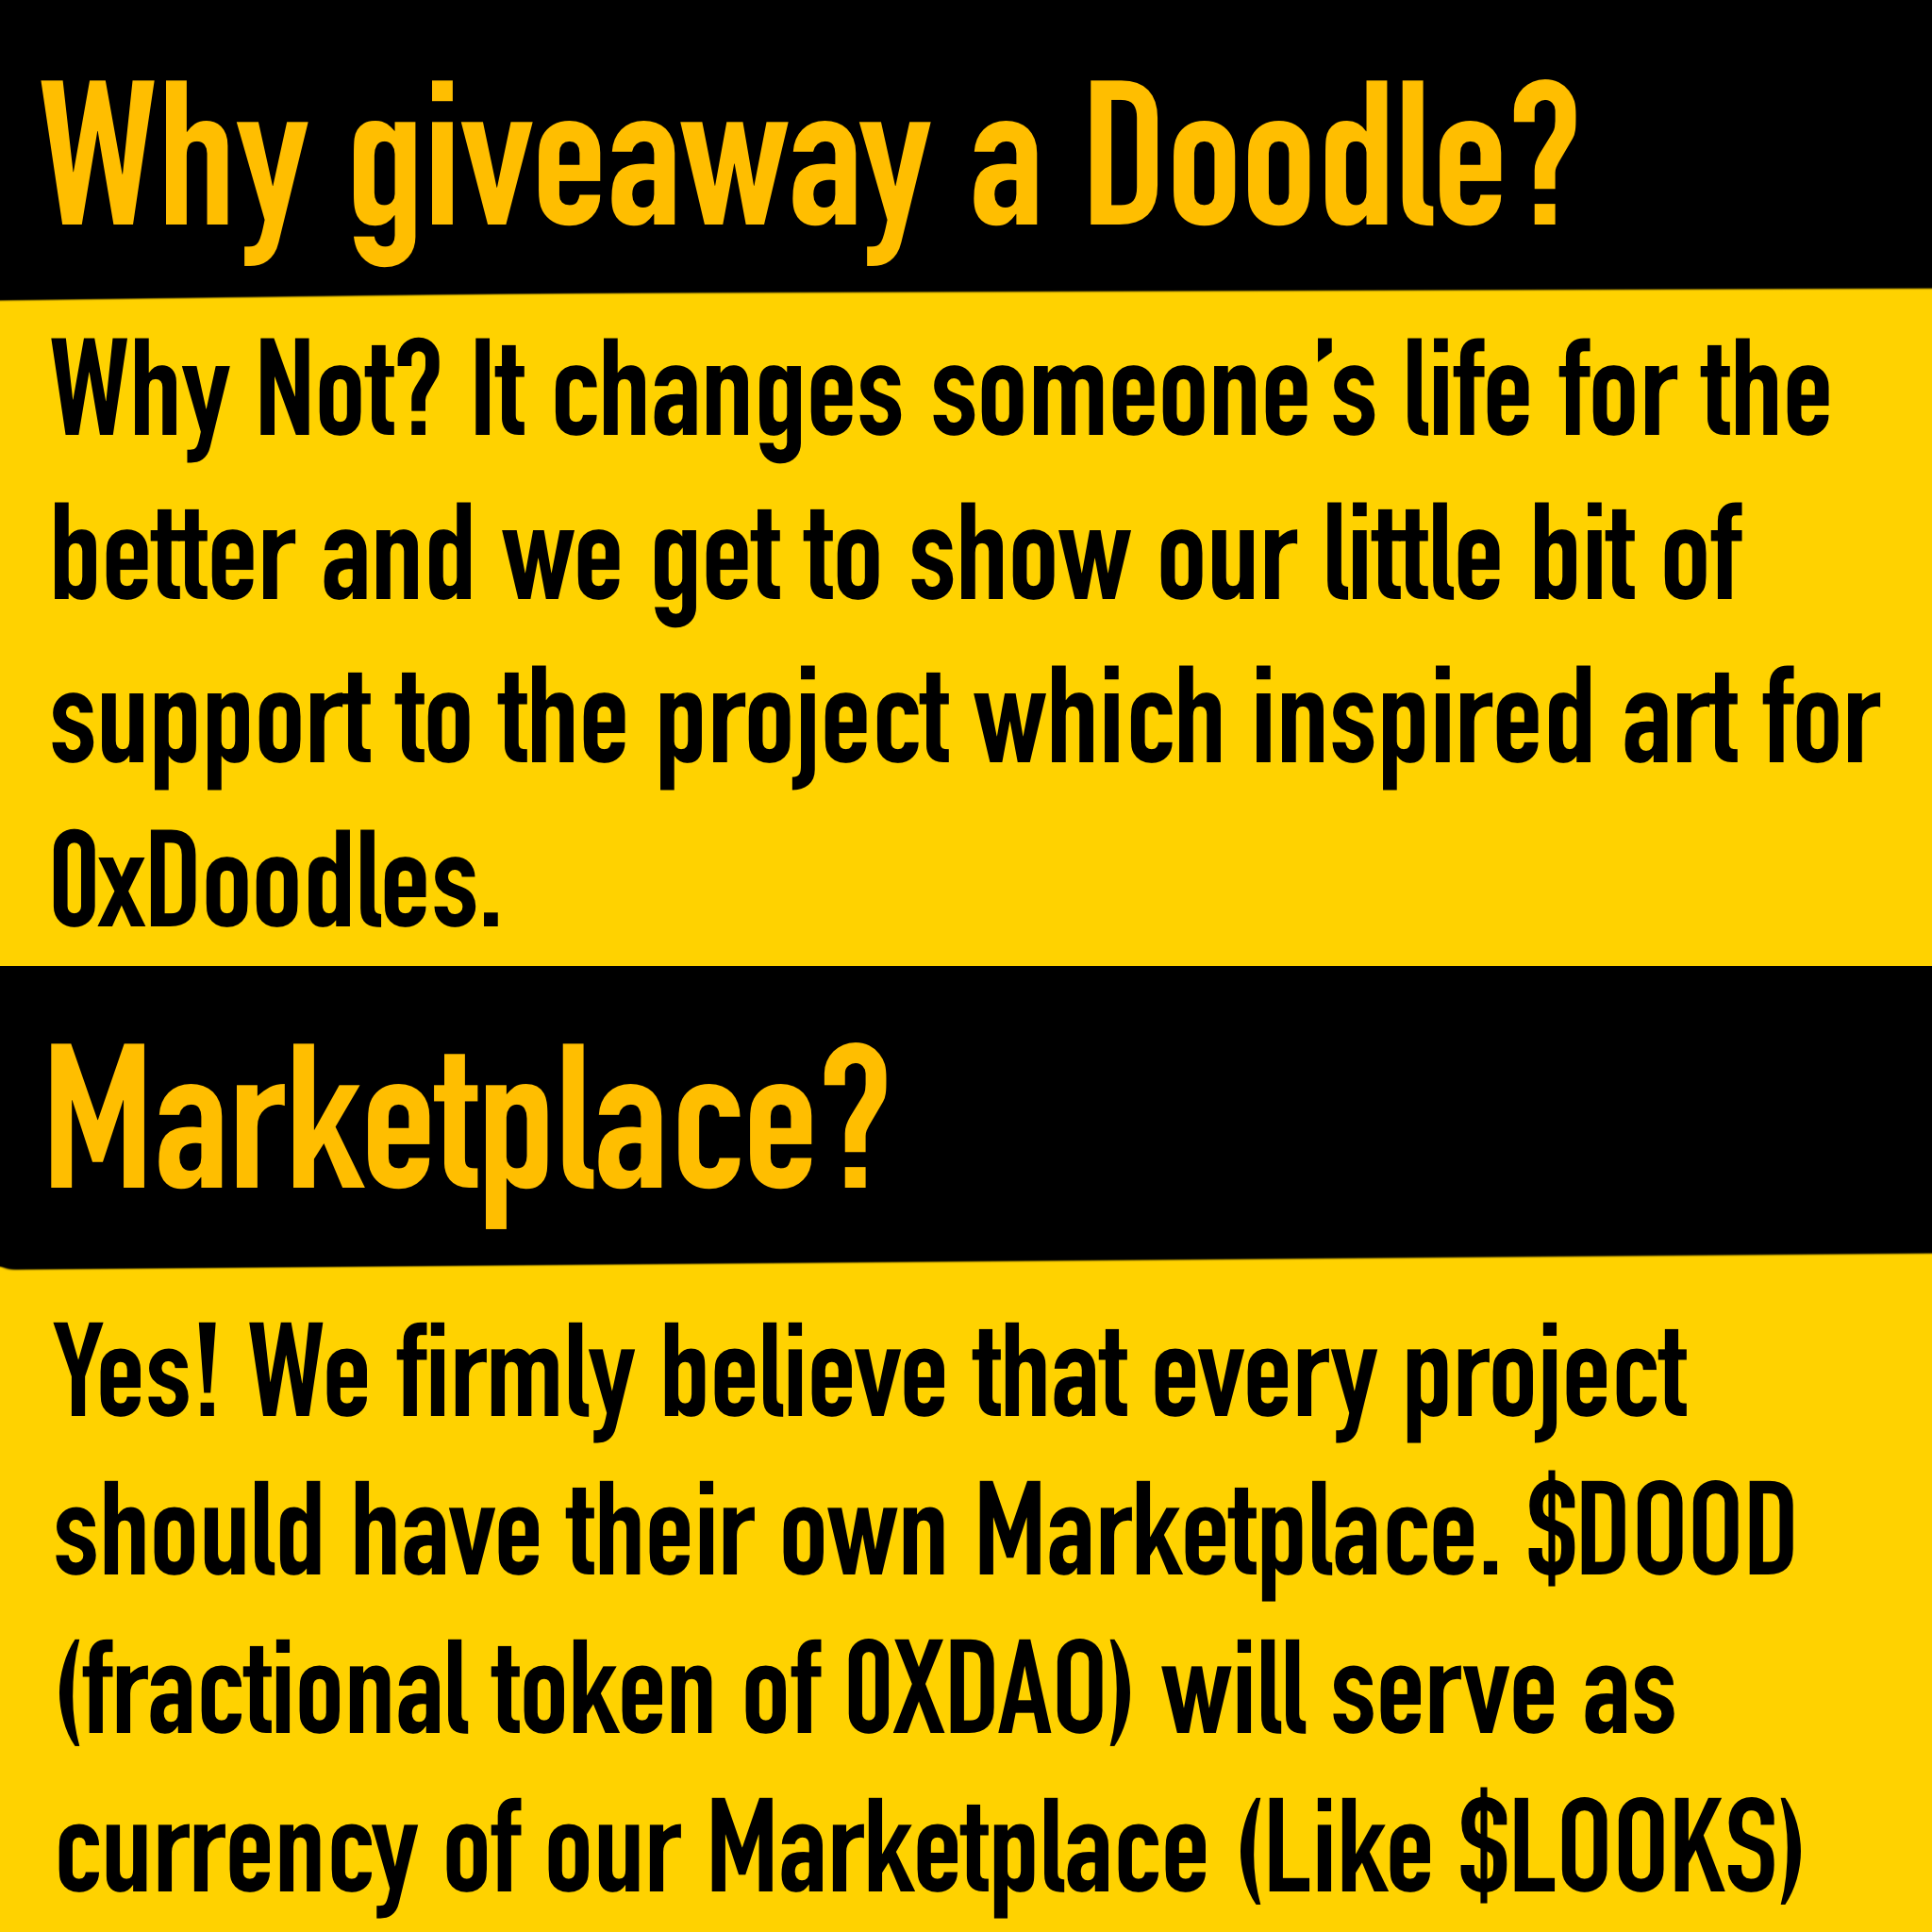 Why giveaway a Doodle?
Why Not? It changes someone's life for the
better and we get to show our little bit of
support to the project which inspired art for
0xDoodles.
Marketplace?
Yes! We firmly believe that every project
should have their own Marketplace. $DOOD
(fractional token of 0XDAO) will serve as
currency of our Marketplace (Like $LOOKS)